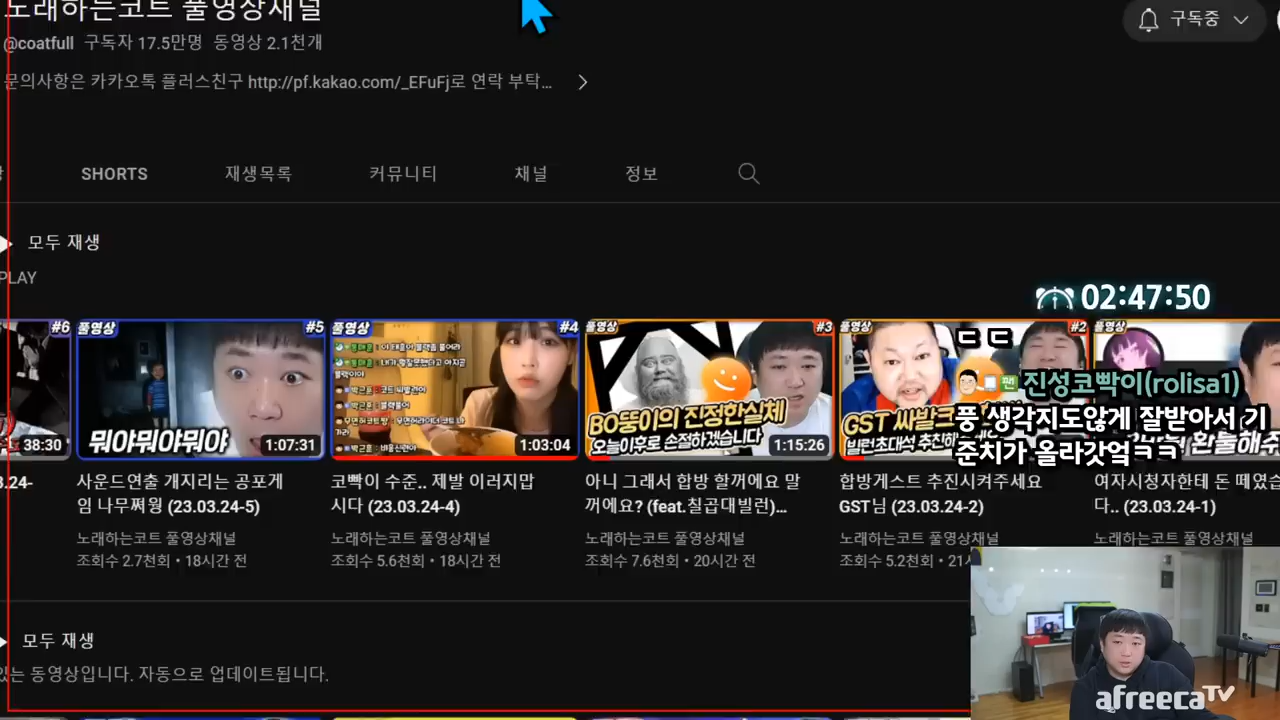 노래하는코트 풀영상채널
구독중
@coatfull 구독자 17.5만명 동영상 2.1천개
문의사항은 카카오톡 플러스친구 http://pf.kakao.com/_EFuFj로 연락 부탁...
SHORTS 재생목록 커뮤니티 채널 정보
모두 재생
PLAY
02:47:50
#6
38:30
풀영상 #5
뭐야뭐야뭐야
1:07:31
풀영상 #4
1:03:04
풀영상 #3
BO뚱이의 진정한실체
오늘이후로 손절하겠습니다
1:15:26
풀영상 #2
풀영상
ㄷ ㄷ
팬 진성코빡이(rolisa1)
풍 생각지도않게 잘받아서 기
준치가 올라갓엌ㅋㅋ
3.24-
사운드연출 개지리는 공포게
임 나무쩌웡 (23.03.24-5)
노래하는코트 풀영상채널
조회수 2.7천회 • 18시간 전
코빡이 수준.. 제발 이러지맙
시다 (23.03.24-4)
노래하는코트 풀영상채널
조회수 5.6천회 • 18시간 전
아니 그래서 합방 할꺼에요 말
꺼에요? (feat.칠곱대빌런)...
노래하는코트 풀영상채널
조회수 7.6천회 • 20시간 전
합방게스트 추진시켜주세요
GST님 (23.03.24-2)
노래하는코트 풀영상채널
조회수 5.2천회 • 21
여자시청자한테 돈 떼였습
다.. (23.03.24-1)
노래하는코트 풀영상채널
모두 재생
있는 동영상입니다. 자동으로 업데이트됩니다.
afreecaTV